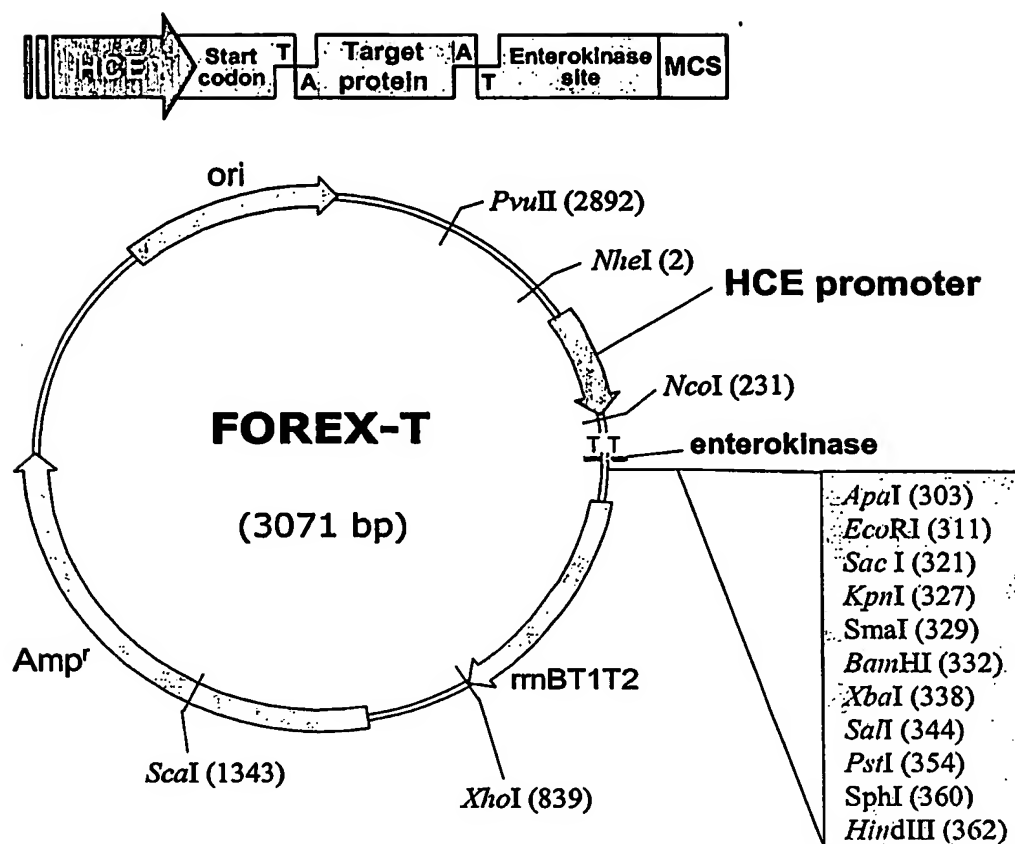 HCE
Start
codon
T
A
Target
protein
A
T
Enterokinase
site
MCS
ori
PvuII (2892)
NheI (2)
HCE promoter
NcoI (231)
T T
enterokinase
FOREX-T
(3071 bp)
ApaI (303)
EcoRI (311)
Sac I (321)
KpnI (327)
SmaI (329)
BamHI (332)
XbaI (338)
SalI (344)
PstI (354)
SphI (360)
HindIII (362)
Ampʳ
rrnBT1T2
ScaI (1343)
XhoI (839)